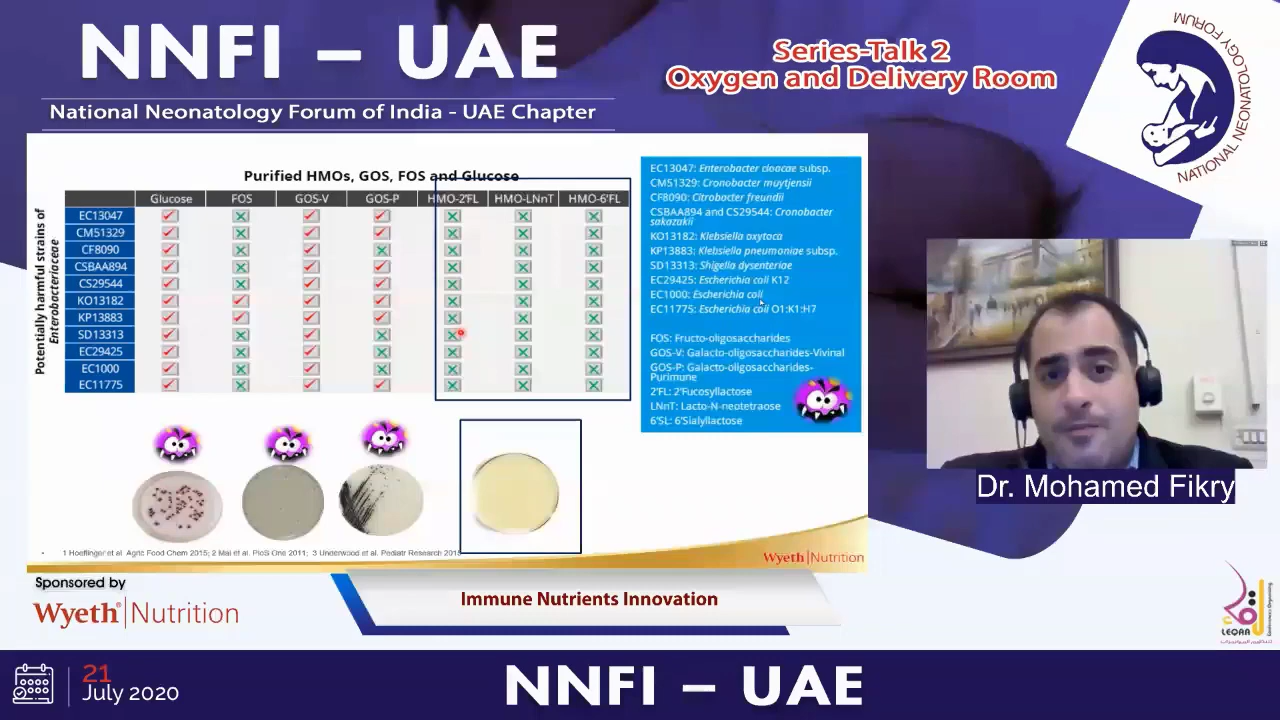 NNFI – UAE
National Neonatology Forum of India - UAE Chapter
Series-Talk 2
Oxygen and Delivery Room
NATIONAL NEONATOLOGY FORUM
Purified HMOs, GOS, FOS and Glucose
Potentially harmful strains of
Enterobacteriaceae
Glucose FOS GOS-V GOS-P HMO-2'FL HMO-LNnT HMO-6'FL
EC13047
CM51329
CF8090
CSBAA894
CS29544
KO13182
KP13883
SD13313
EC29425
EC1000
EC11775
EC13047: Enterobacter cloacae subsp.
CM51329: Cronobacter muytjensii
CF8090: Citrobacter freundii
CSBAA894 and CS29544: Cronobacter
sakazakii
KO13182: Klebsiella oxytoca
KP13883: Klebsiella pneumoniae subsp.
SD13313: Shigella dysenteriae
EC29425: Escherichia coli K12
EC1000: Escherichia coli
EC11775: Escherichia coli O1:K1:H7
FOS: Fructo-oligosaccharides
GOS-V: Galacto-oligosaccharides-Vivinal
GOS-P: Galacto-oligosaccharides-
Purimune
2'FL: 2'Fucosyllactose
LNnT: Lacto-N-neotetraose
6'SL: 6'Sialyllactose
1 Hoeflinger et al Agric Food Chem 2015; 2 Mai et al. PloS One 2011; 3 Underwood et al. Pediatr Research 2015
Wyeth|Nutrition
Dr. Mohamed Fikry
Sponsored by
Wyeth®|Nutrition
Immune Nutrients Innovation
LEQAA
21
July 2020
NNFI – UAE